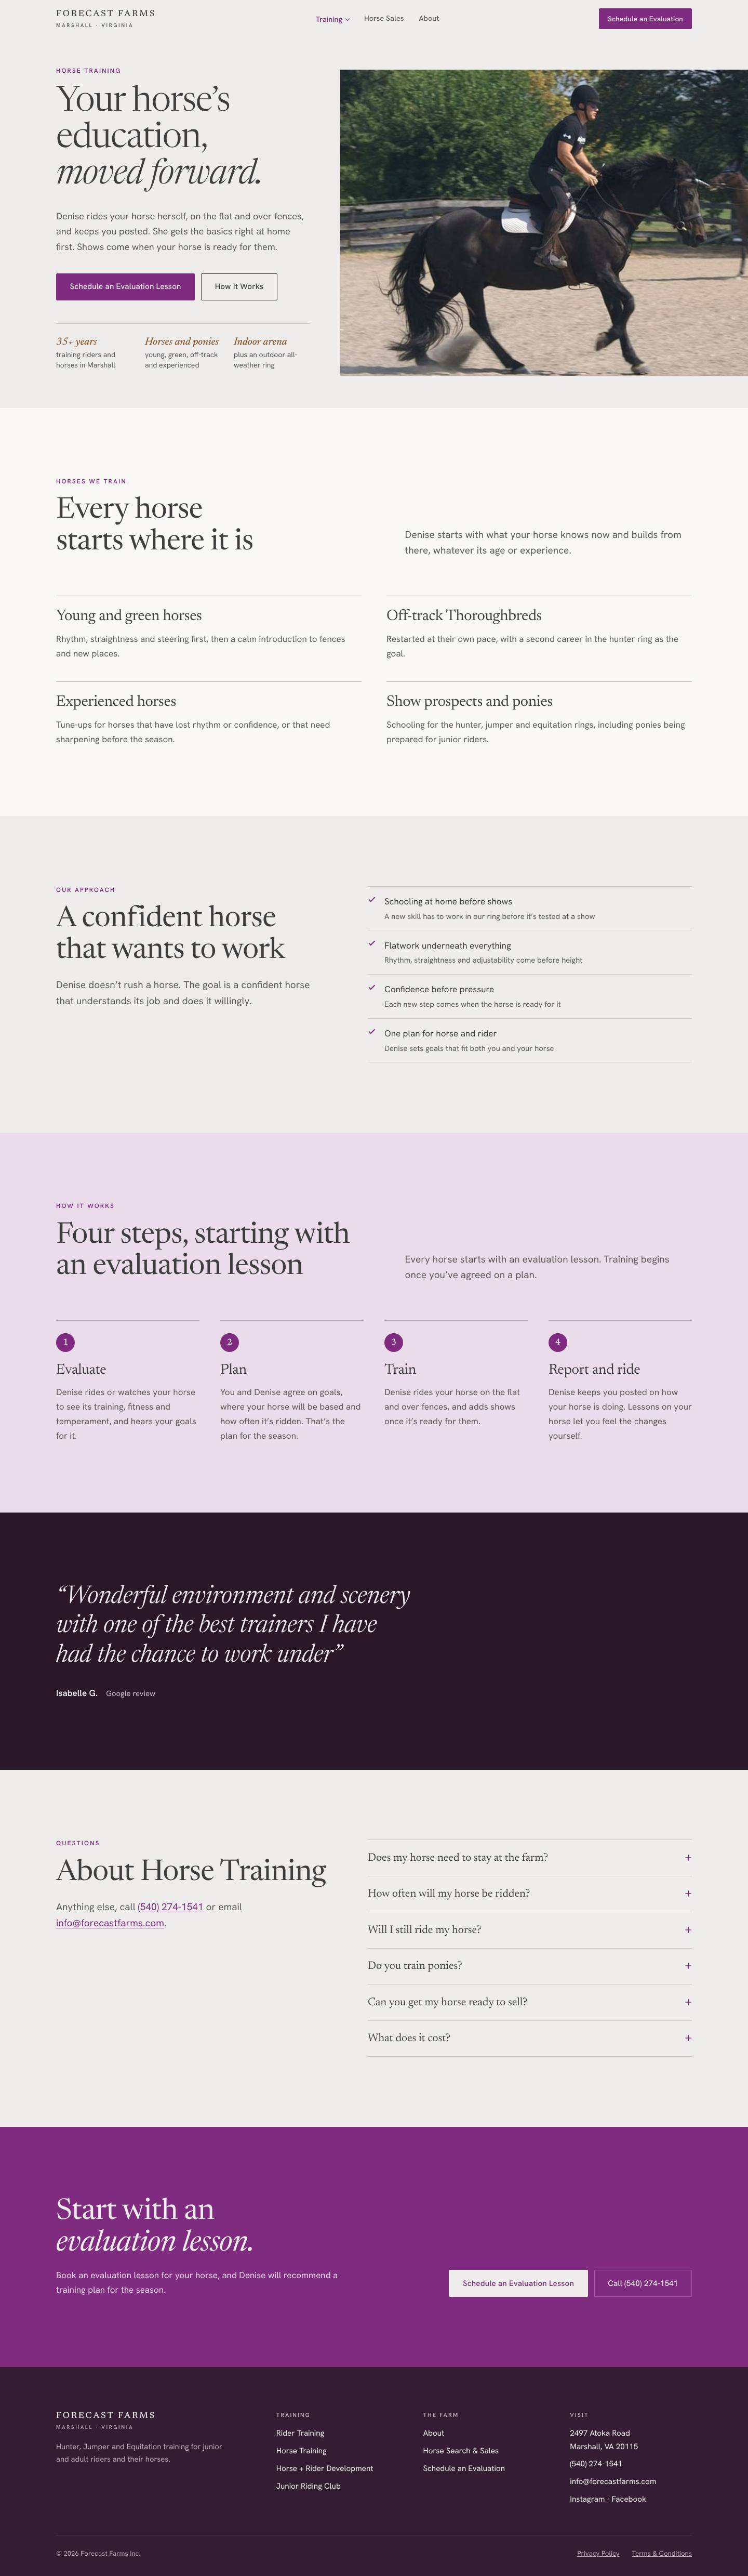 FORECAST FARMS
MARSHALL · VIRGINIA
Training
Horse Sales
About
Schedule an Evaluation
HORSE TRAINING
Your horse’s
education,
moved forward.
Denise rides your horse herself, on the flat and over fences,
and keeps you posted. She gets the basics right at home
first. Shows come when your horse is ready for them.
Schedule an Evaluation Lesson
How It Works
35+ years
training riders and
horses in Marshall
Horses and ponies
young, green, off-track
and experienced
Indoor arena
plus an outdoor all-
weather ring
HORSES WE TRAIN
Every horse
starts where it is
Denise starts with what your horse knows now and builds from
there, whatever its age or experience.
Young and green horses
Rhythm, straightness and steering first, then a calm introduction to fences
and new places.
Off-track Thoroughbreds
Restarted at their own pace, with a second career in the hunter ring as the
goal.
Experienced horses
Tune-ups for horses that have lost rhythm or confidence, or that need
sharpening before the season.
Show prospects and ponies
Schooling for the hunter, jumper and equitation rings, including ponies being
prepared for junior riders.
OUR APPROACH
A confident horse
that wants to work
Denise doesn’t rush a horse. The goal is a confident horse
that understands its job and does it willingly.
Schooling at home before shows
A new skill has to work in our ring before it’s tested at a show
Flatwork underneath everything
Rhythm, straightness and adjustability come before height
Confidence before pressure
Each new step comes when the horse is ready for it
One plan for horse and rider
Denise sets goals that fit both you and your horse
HOW IT WORKS
Four steps, starting with
an evaluation lesson
Every horse starts with an evaluation lesson. Training begins
once you’ve agreed on a plan.
1
Evaluate
Denise rides or watches your horse
to see its training, fitness and
temperament, and hears your goals
for it.
2
Plan
You and Denise agree on goals,
where your horse will be based and
how often it’s ridden. That’s the
plan for the season.
3
Train
Denise rides your horse on the flat
and over fences, and adds shows
once it’s ready for them.
4
Report and ride
Denise keeps you posted on how
your horse is doing. Lessons on your
horse let you feel the changes
yourself.
“Wonderful environment and scenery
with one of the best trainers I have
had the chance to work under”
Isabelle G. Google review
QUESTIONS
About Horse Training
Anything else, call (540) 274-1541 or email
info@forecastfarms.com.
Does my horse need to stay at the farm? +
How often will my horse be ridden? +
Will I still ride my horse? +
Do you train ponies? +
Can you get my horse ready to sell? +
What does it cost? +
Start with an
evaluation lesson.
Book an evaluation lesson for your horse, and Denise will recommend a
training plan for the season.
Schedule an Evaluation Lesson
Call (540) 274-1541
FORECAST FARMS
MARSHALL · VIRGINIA
Hunter, Jumper and Equitation training for junior
and adult riders and their horses.
TRAINING
Rider Training
Horse Training
Horse + Rider Development
Junior Riding Club
THE FARM
About
Horse Search & Sales
Schedule an Evaluation
VISIT
2497 Atoka Road
Marshall, VA 20115
(540) 274-1541
info@forecastfarms.com
Instagram · Facebook
© 2026 Forecast Farms Inc.
Privacy Policy
Terms & Conditions